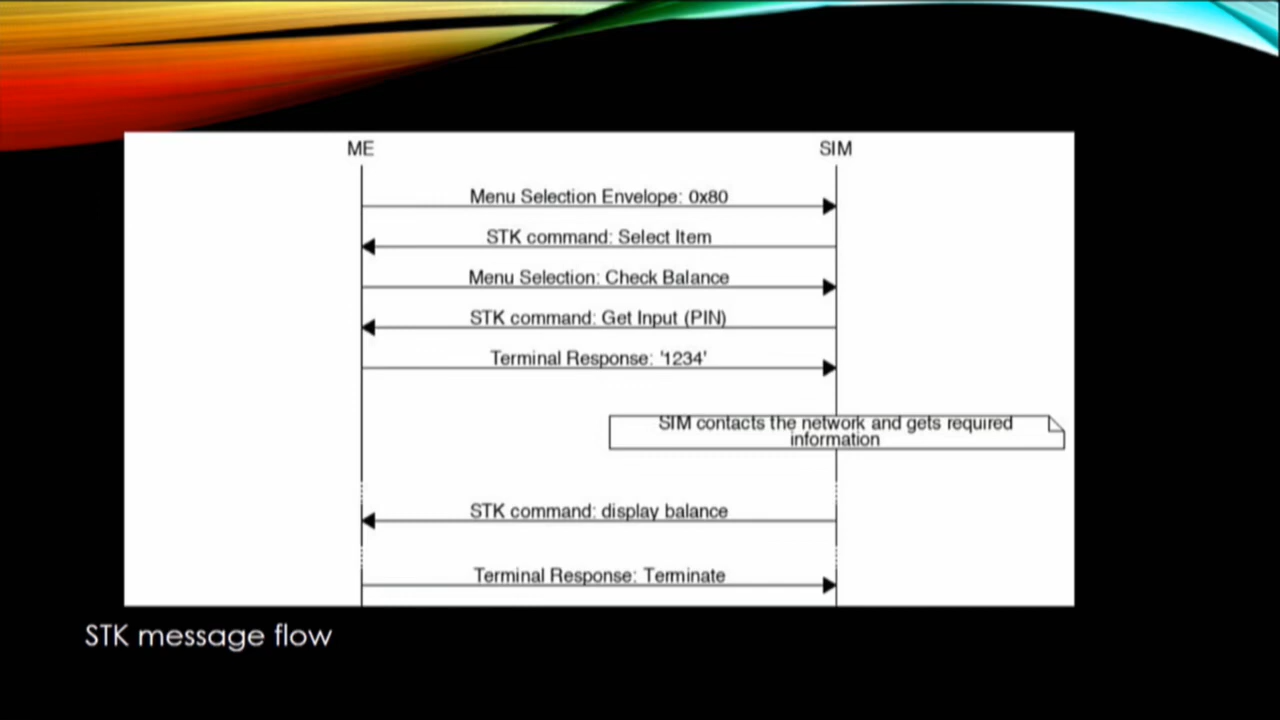 ME
SIM
Menu Selection Envelope: 0x80
STK command: Select Item
Menu Selection: Check Balance
STK command: Get Input (PIN)
Terminal Response: '1234'
SIM contacts the network and gets required
information
STK command: display balance
Terminal Response: Terminate
STK message flow